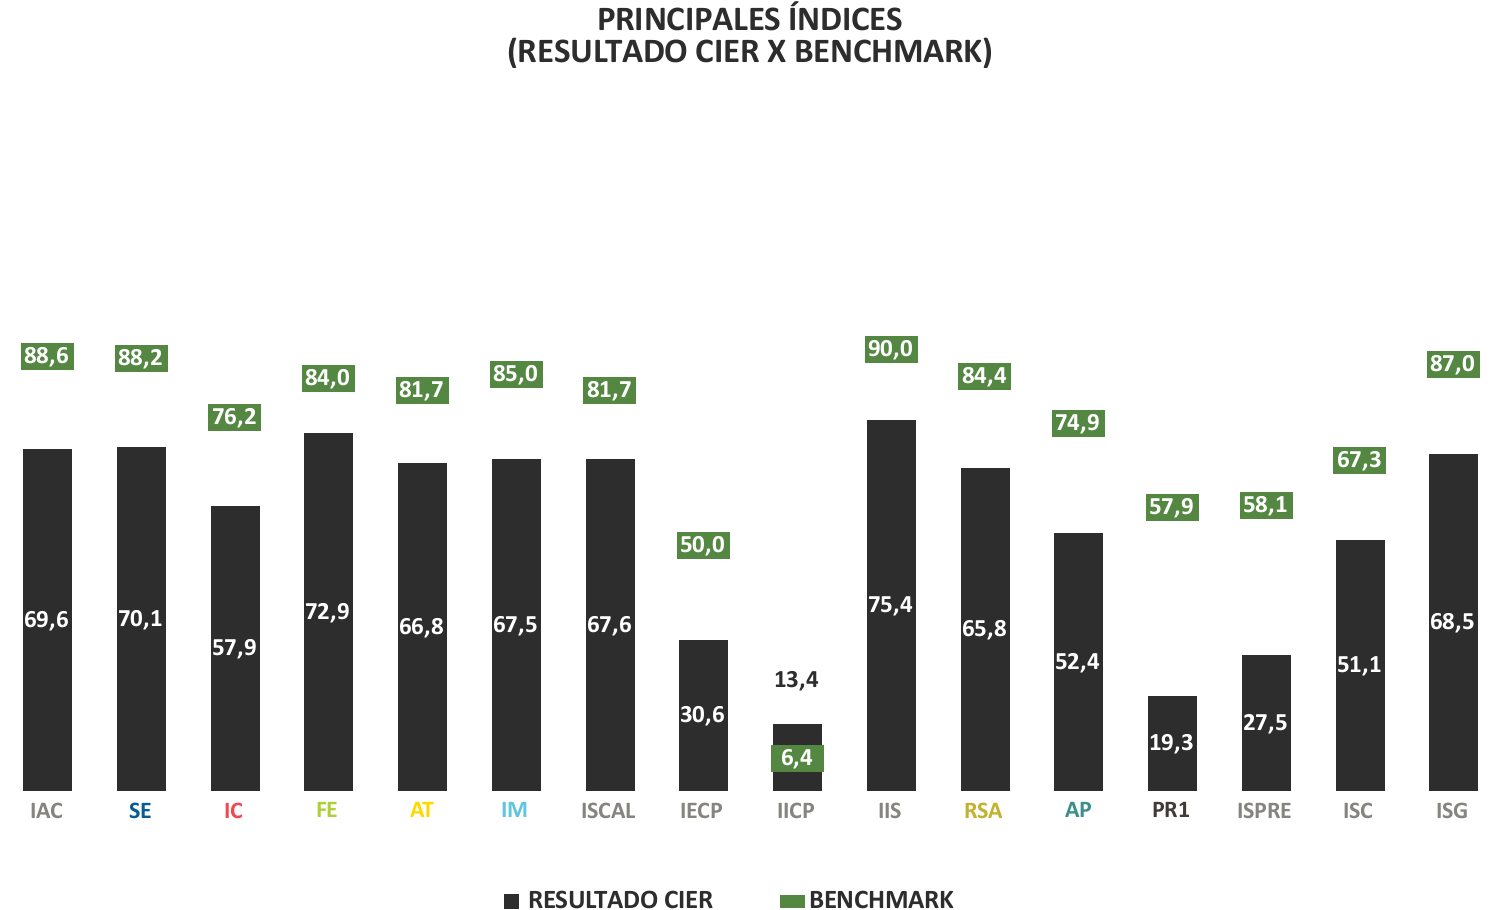 PRINCIPALES ÍNDICES
(RESULTADO CIER X BENCHMARK)
88,6 88,2 76,2 84,0 81,7 85,0 81,7 50,0 6,4 90,0 84,4 74,9 57,9 58,1 67,3 87,0
69,6 70,1 57,9 72,9 66,8 67,5 67,6 30,6 13,4 75,4 65,8 52,4 19,3 27,5 51,1 68,5
IAC SE IC FE AT IM ISCAL IECP IICP IIS RSA AP PR1 ISPRE ISC ISG
RESULTADO CIER BENCHMARK